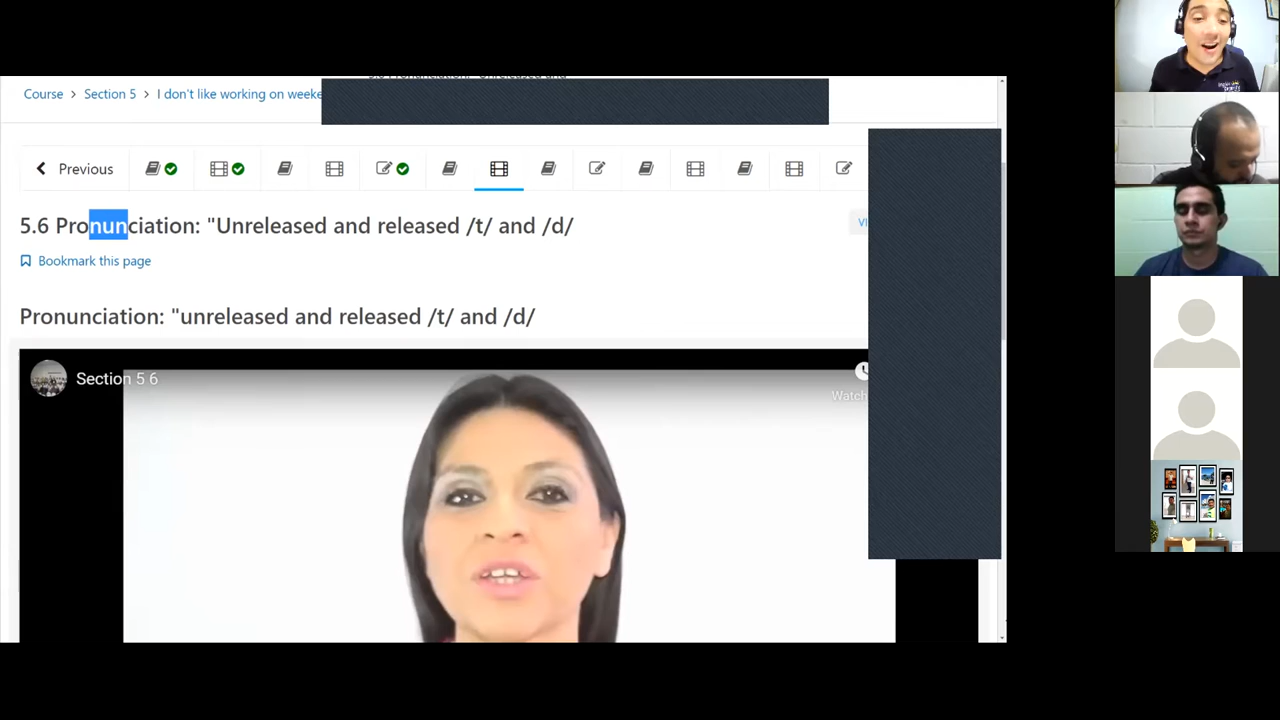 Course > Section 5 > I don't like working on weeke
Previous
5.6 Pronunciation: "Unreleased and released /t/ and /d/
Bookmark this page
Pronunciation: "unreleased and released /t/ and /d/
Section 5 6
Watch